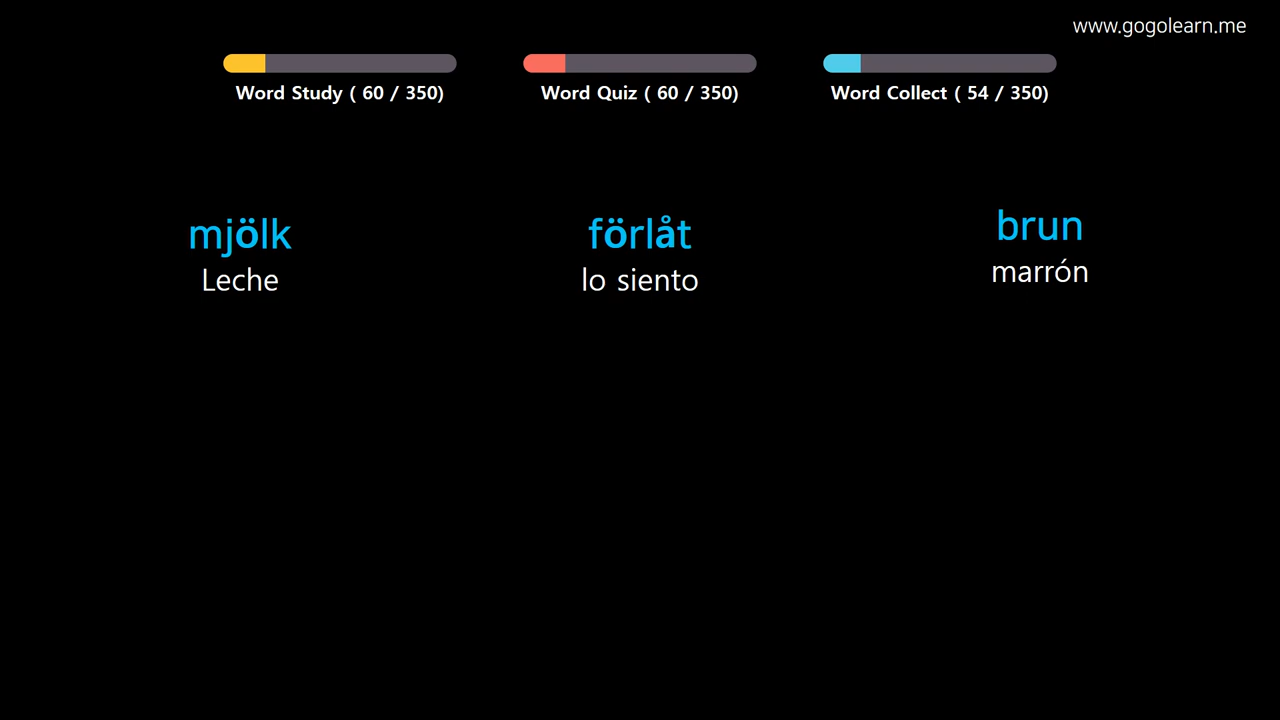 www.gogolearn.me
Word Study ( 60 / 350)
Word Quiz ( 60 / 350)
Word Collect ( 54 / 350)
mjölk
Leche
förlåt
lo siento
brun
marrón